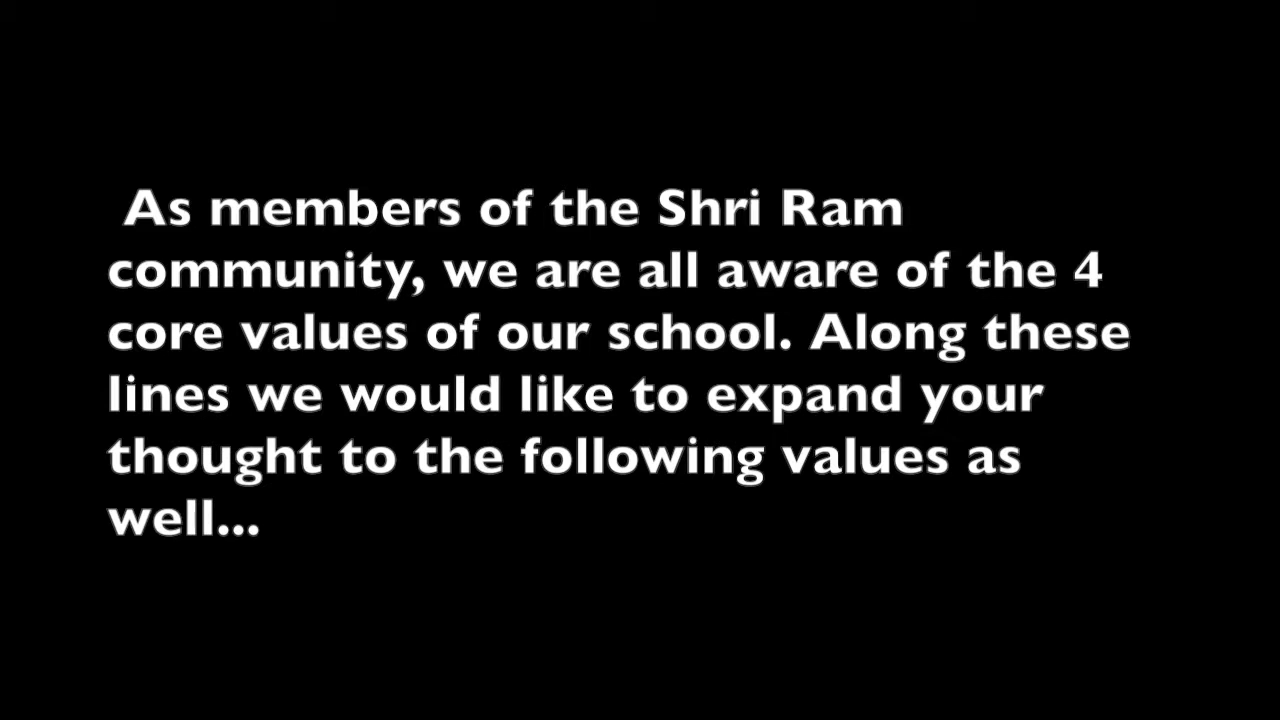 As members of the Shri Ram
community, we are all aware of the 4
core values of our school. Along these
lines we would like to expand your
thought to the following values as
well...